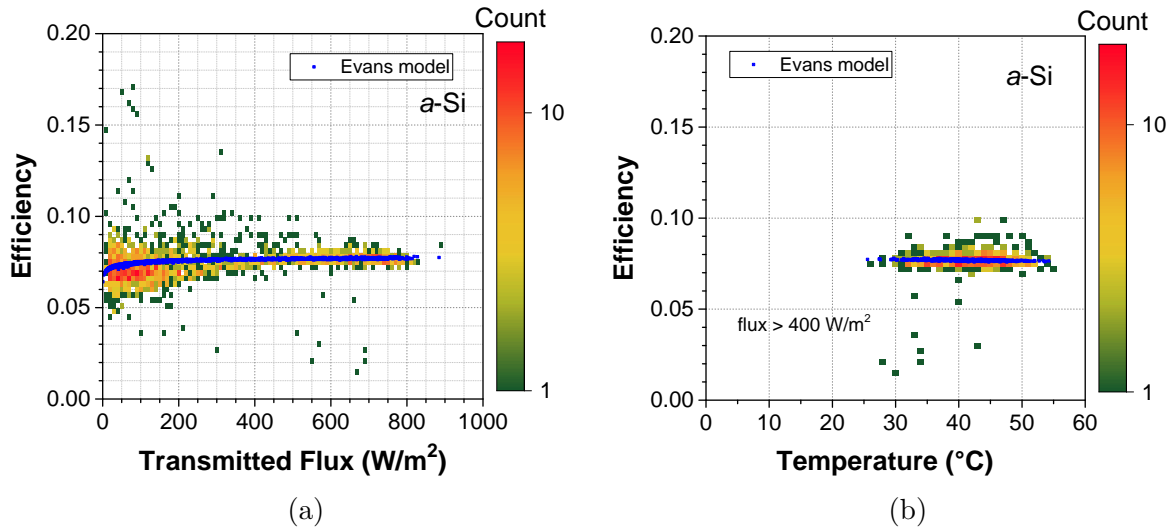 Count
0.20
Evans model
a-Si
0.15
10
0.10
0.05
0.00
1
0 200 400 600 800 1000
Efficiency
Transmitted Flux (W/m²)
(a)
Count
0.20
Evans model
a-Si
0.15
10
0.10
0.05
flux > 400 W/m²
0.00
1
0 10 20 30 40 50 60
Efficiency
Temperature (°C)
(b)